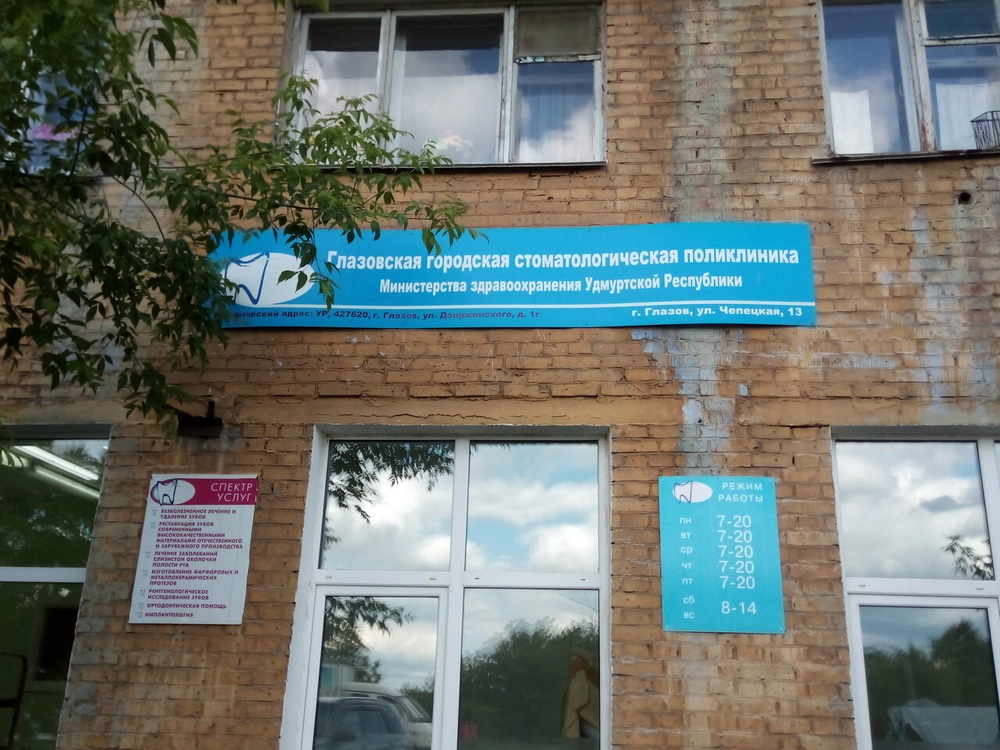 Глазовская городская стоматологическая поликлиника
Министерства здравоохранения Удмуртской Республики
адрес: УР, 427620, г. Глазов, ул. Дзержинского, д. 1г
г. Глазов, ул. Чепецкая, 13
СПЕКТР
УСЛУГ
БЕЗБОЛЕЗНЕННОЕ ЛЕЧЕНИЕ И
УДАЛЕНИЕ ЗУБОВ
РЕСТАВРАЦИЯ ЗУБОВ
СОВРЕМЕННЫМИ
ВЫСОКОКАЧЕСТВЕННЫМИ
МАТЕРИАЛАМИ ОТЕЧЕСТВЕННОГО
И ЗАРУБЕЖНОГО ПРОИЗВОДСТВА
ЛЕЧЕНИЕ ЗАБОЛЕВАНИЙ
СЛИЗИСТОЙ ОБОЛОЧКИ
ПОЛОСТИ РТА
ИЗГОТОВЛЕНИЕ ФАРФОРОВЫХ И
МЕТАЛЛОКЕРАМИЧЕСКИХ
ПРОТЕЗОВ
РЕНТГЕНОЛОГИЧЕСКОЕ
ИССЛЕДОВАНИЕ ЗУБОВ
ОРТОДОНТИЧЕСКАЯ ПОМОЩЬ
ИМПЛАНТОЛОГИЯ
РЕЖИМ
РАБОТЫ
пн 7-20
вт 7-20
ср 7-20
чт 7-20
пт 7-20
сб
вс 8-14